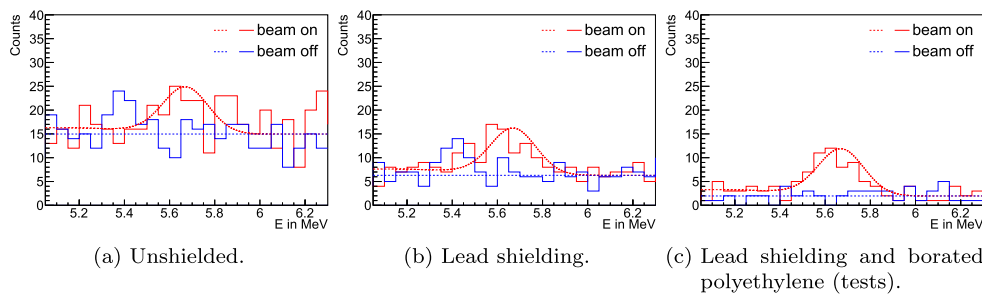 Counts
40
35
30
25
20
15
10
5
0
beam on
beam off
5.2 5.4 5.6 5.8 6 6.2
E in MeV
(a) Unshielded.
Counts
40
35
30
25
20
15
10
5
0
beam on
beam off
5.2 5.4 5.6 5.8 6 6.2
E in MeV
(b) Lead shielding.
Counts
40
35
30
25
20
15
10
5
0
beam on
beam off
5.2 5.4 5.6 5.8 6 6.2
E in MeV
(c) Lead shielding and borated
polyethylene (tests).